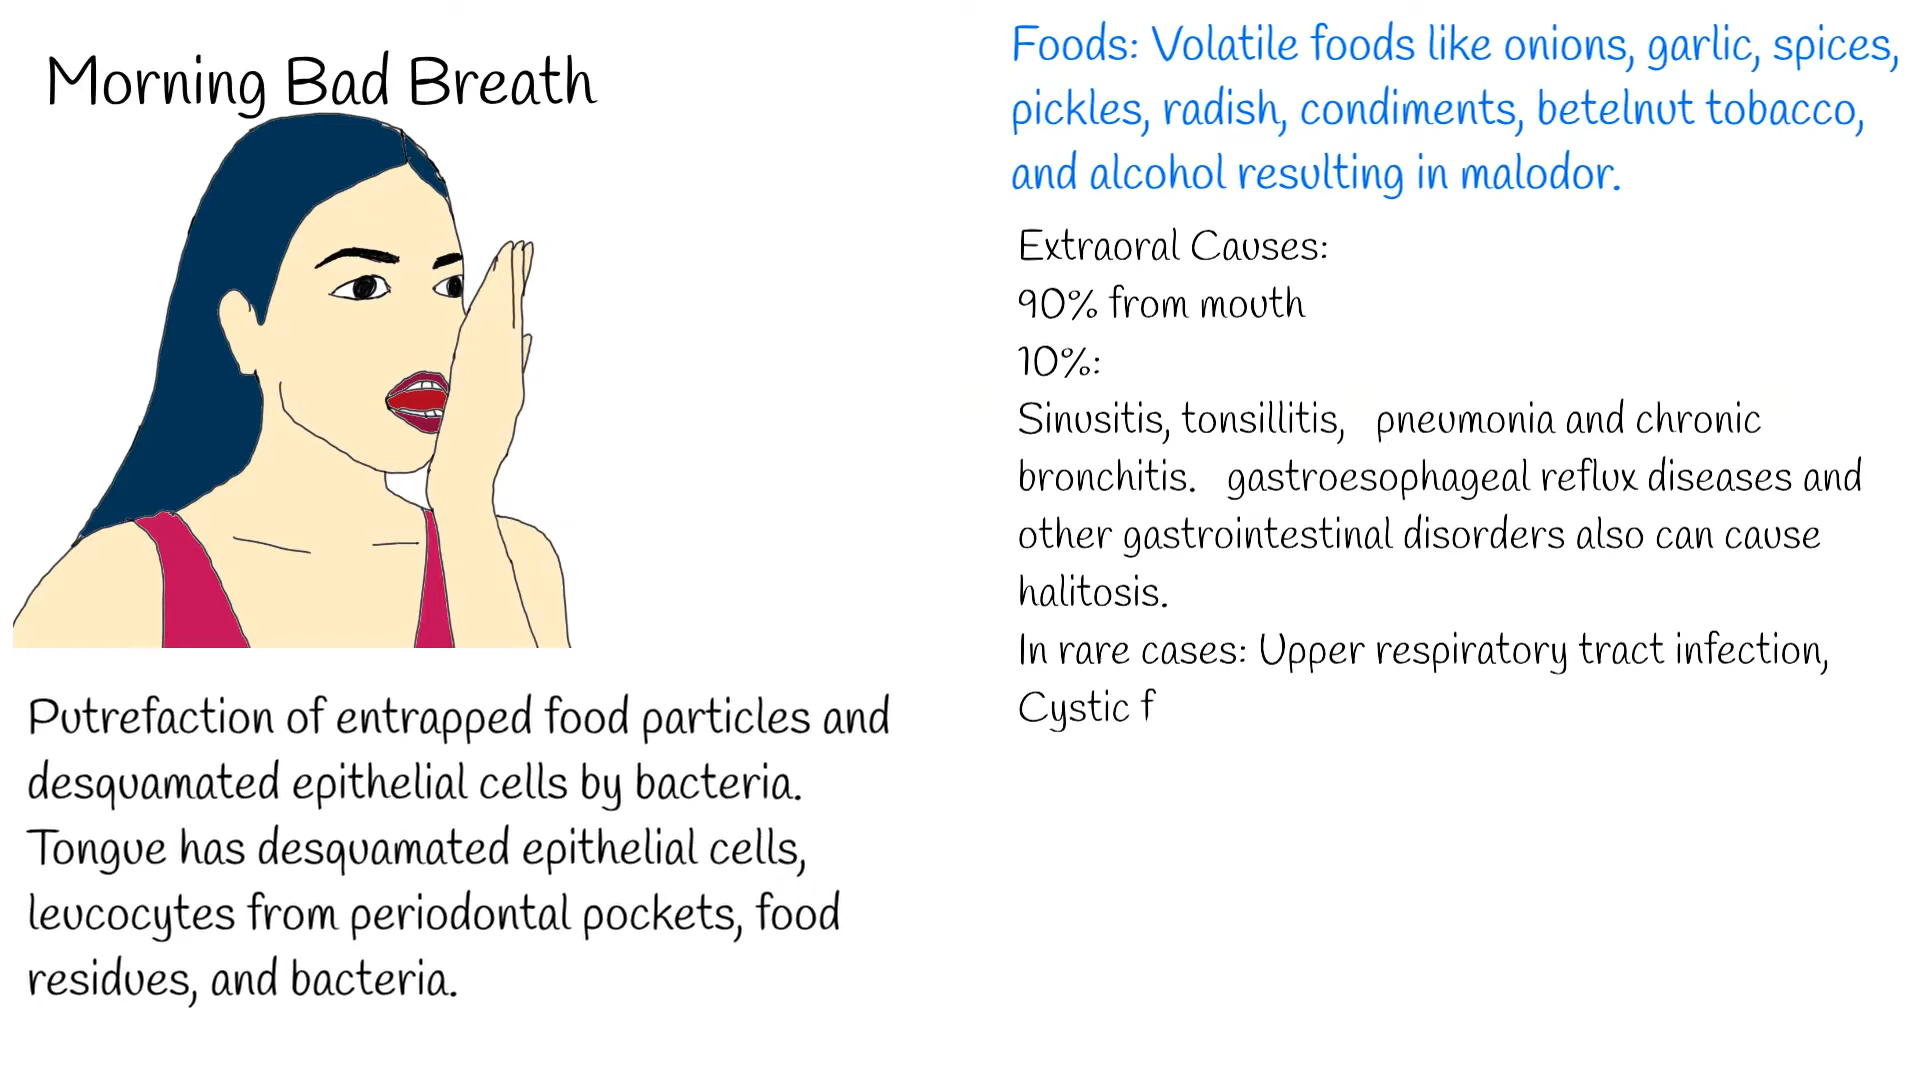 Morning Bad Breath
Putrefaction of entrapped food particles and
desquamated epithelial cells by bacteria.
Tongue has desquamated epithelial cells,
leucocytes from periodontal pockets, food
residues, and bacteria.
Foods: Volatile foods like onions, garlic, spices,
pickles, radish, condiments, betelnut tobacco,
and alcohol resulting in malodor.
Extraoral Causes:
90% from mouth
10%:
Sinusitis, tonsillitis,   pneumonia and chronic
bronchitis.   gastroesophageal reflux diseases and
other gastrointestinal disorders also can cause
halitosis.
In rare cases: Upper respiratory tract infection,
Cystic f